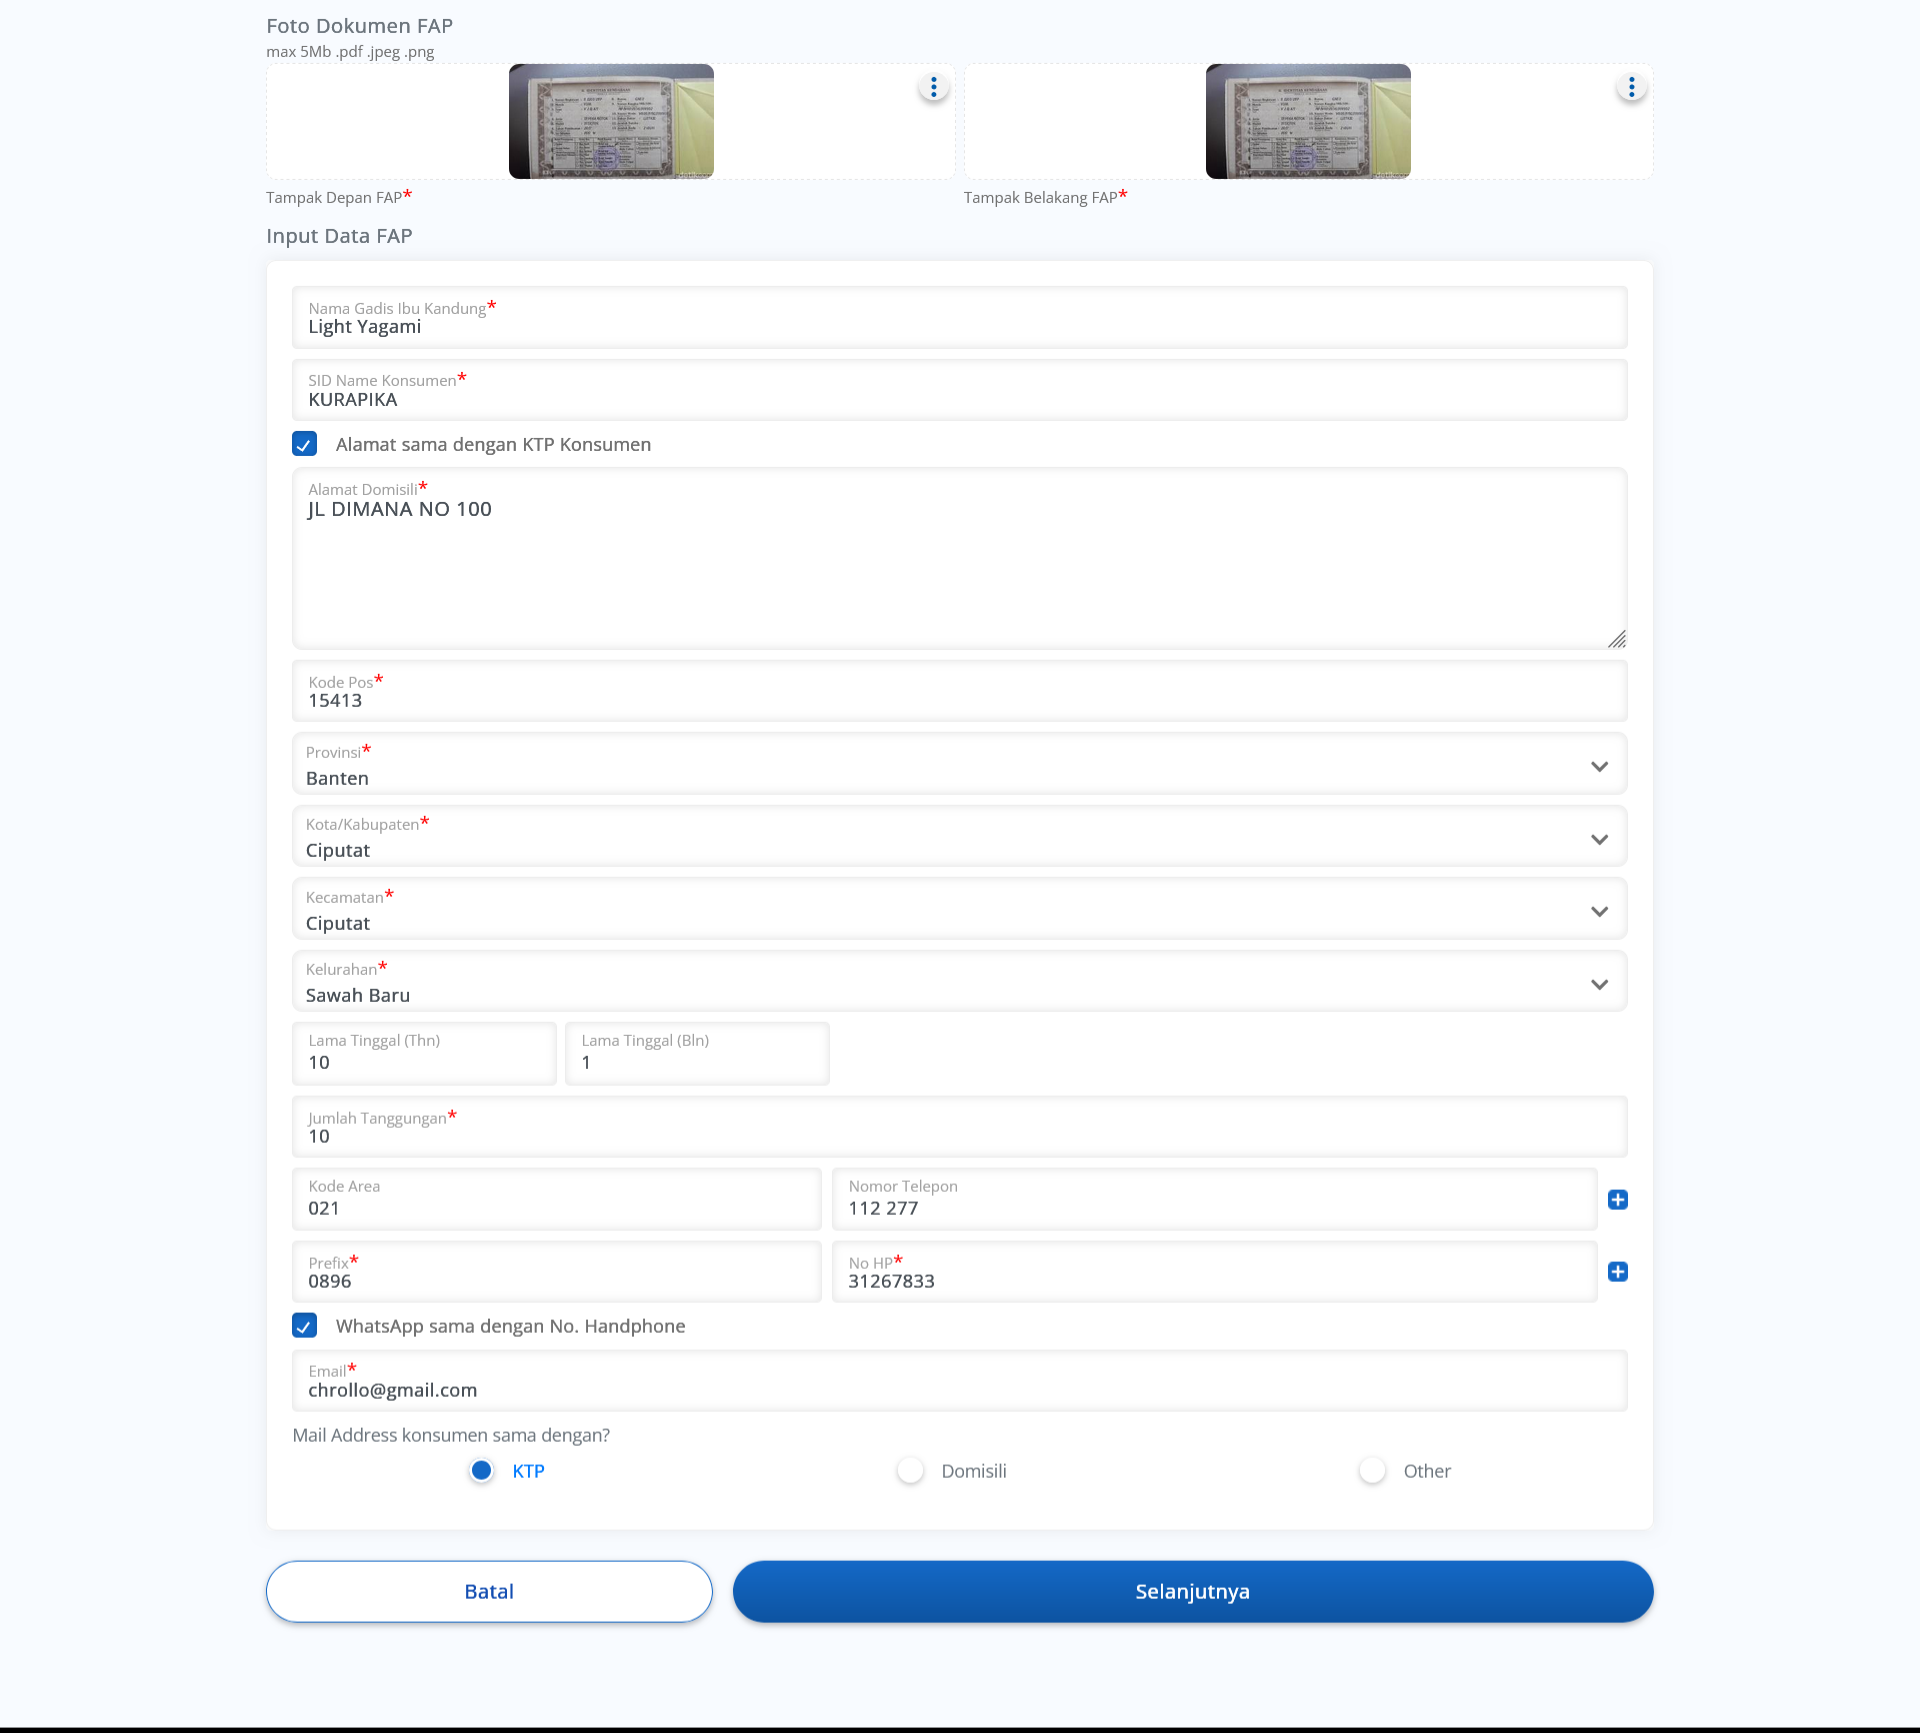 Foto Dokumen FAP
max 5Mb .pdf .jpeg .png
Tampak Depan FAP*
Tampak Belakang FAP*
Input Data FAP
Nama Gadis Ibu Kandung*
Light Yagami
SID Name Konsumen*
KURAPIKA
Alamat sama dengan KTP Konsumen
Alamat Domisili*
JL DIMANA NO 100
Kode Pos*
15413
Provinsi*
Banten
Kota/Kabupaten*
Ciputat
Kecamatan*
Ciputat
Kelurahan*
Sawah Baru
Lama Tinggal (Thn)
10
Lama Tinggal (Bln)
1
Jumlah Tanggungan*
10
Kode Area
021
Nomor Telepon
112 277
Prefix*
0896
No HP*
31267833
WhatsApp sama dengan No. Handphone
Email*
chrollo@gmail.com
Mail Address konsumen sama dengan?
KTP
Domisili
Other
Batal
Selanjutnya